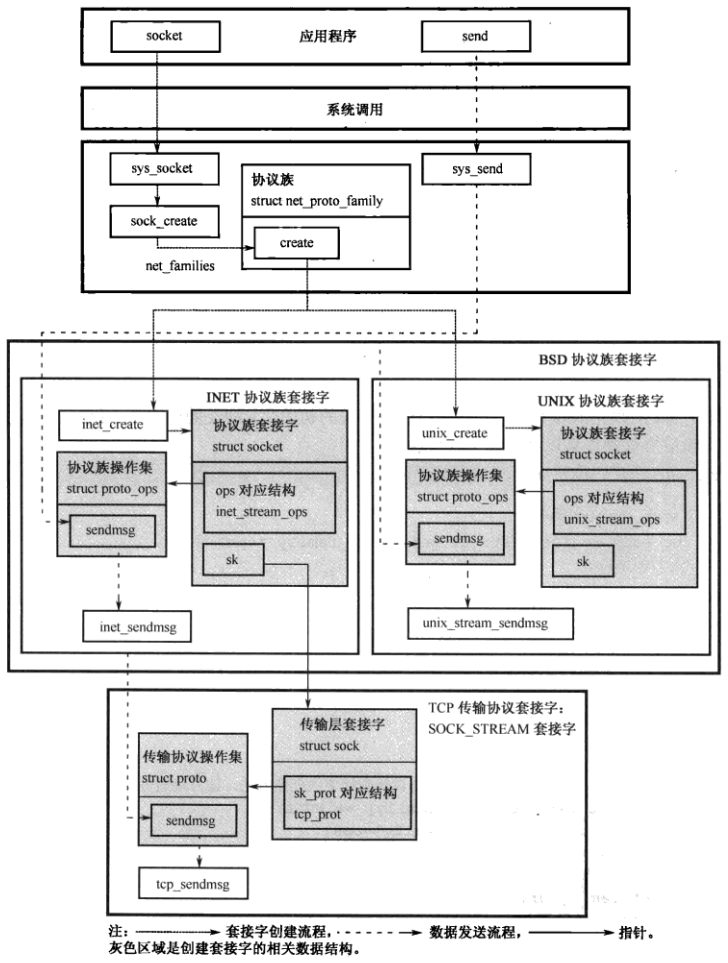 socket
应用程序
send
系统调用
sys_socket
协议族
struct net_proto_family
sys_send
sock_create
create
net_families
BSD 协议族套接字
INET 协议族套接字
inet_create
协议族套接字
struct socket
协议族操作集
struct proto_ops
ops 对应结构
inet_stream_ops
sendmsg
sk
inet_sendmsg
UNIX 协议族套接字
unix_create
协议族套接字
struct socket
协议族操作集
struct proto_ops
ops 对应结构
unix_stream_ops
sendmsg
sk
unix_stream_sendmsg
TCP 传输协议套接字:
SOCK_STREAM 套接字
传输层套接字
struct sock
传输协议操作集
struct proto
sk_prot 对应结构
tcp_prot
sendmsg
tcp_sendmsg
注: 套接字创建流程, 数据发送流程, 指针。
灰色区域是创建套接字的相关数据结构。